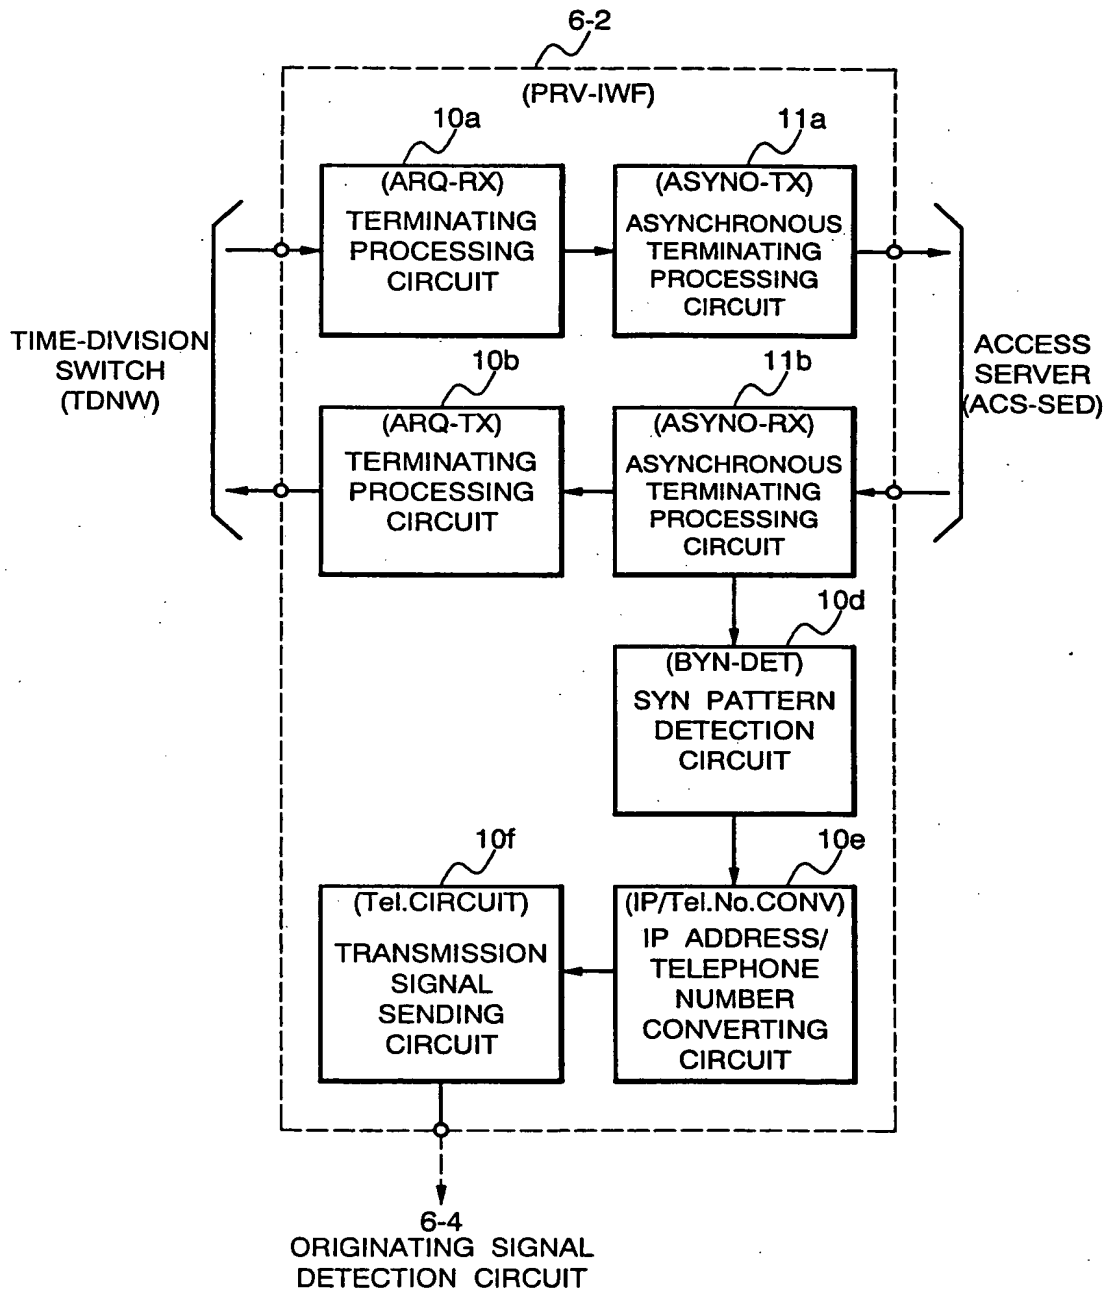 6-2
(PRV-IWF)
10a
11a
(ARQ-RX)
TERMINATING
PROCESSING
CIRCUIT
(ASYNO-TX)
ASYNCHRONOUS
TERMINATING
PROCESSING
CIRCUIT
TIME-DIVISION
SWITCH
(TDNW)
ACCESS
SERVER
(ACS-SED)
10b
11b
(ARQ-TX)
TERMINATING
PROCESSING
CIRCUIT
(ASYNO-RX)
ASYNCHRONOUS
TERMINATING
PROCESSING
CIRCUIT
10d
(BYN-DET)
SYN PATTERN
DETECTION
CIRCUIT
10f
10e
(Tel.CIRCUIT)
TRANSMISSION
SIGNAL
SENDING
CIRCUIT
(IP/Tel.No.CONV)
IP ADDRESS/
TELEPHONE
NUMBER
CONVERTING
CIRCUIT
6-4
ORIGINATING SIGNAL
DETECTION CIRCUIT